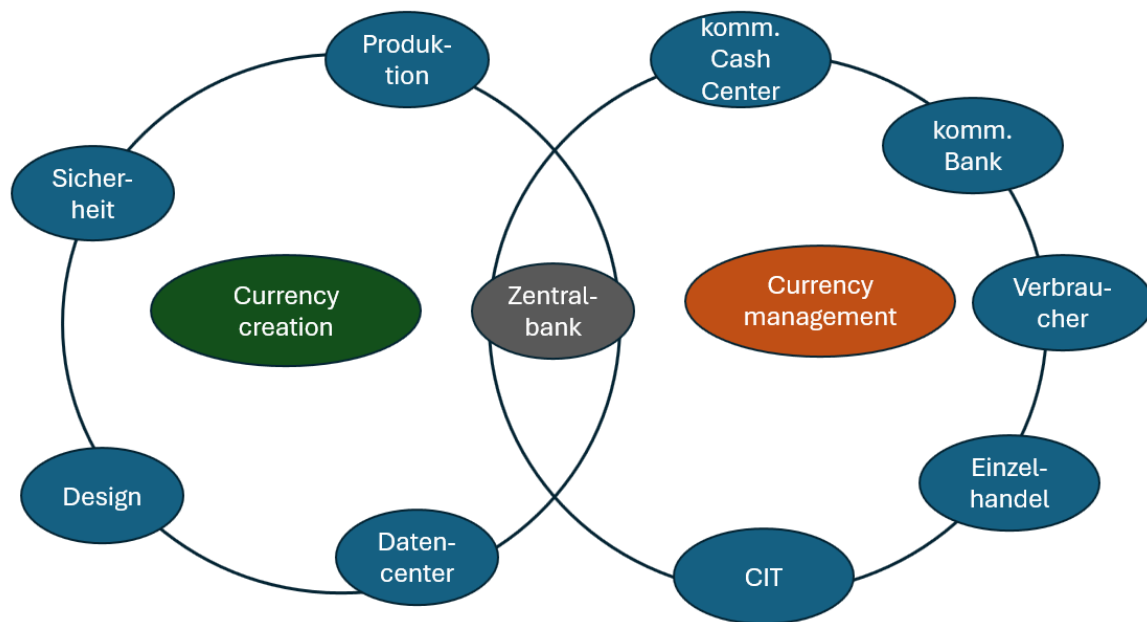 Produk-
tion
komm.
Cash
Center
komm.
Bank
Sicher-
heit
Currency
creation
Zentral-
bank
Currency
management
Verbrau-
cher
Design
Daten-
center
CIT
Einzel-
handel